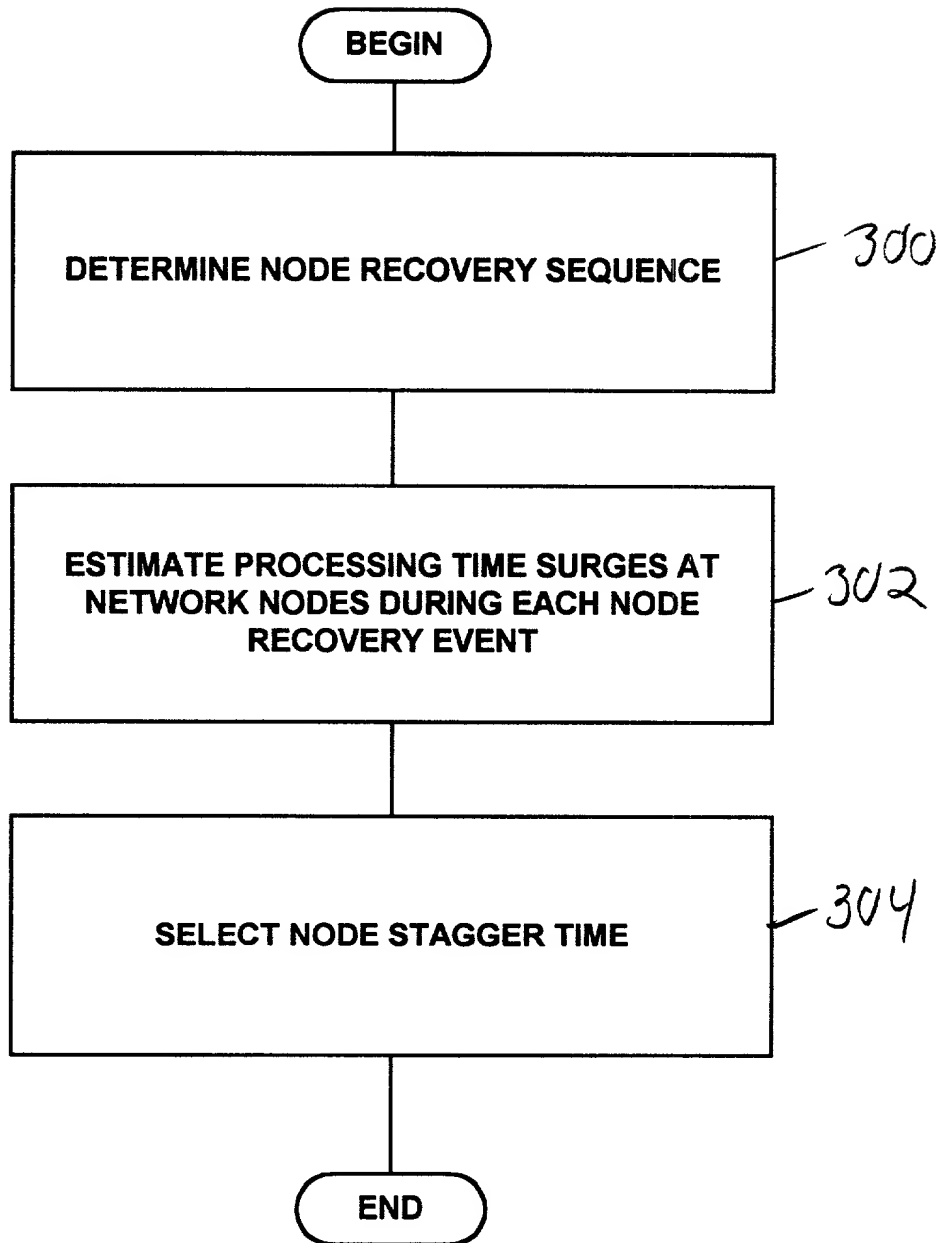 BEGIN
DETERMINE NODE RECOVERY SEQUENCE
300
ESTIMATE PROCESSING TIME SURGES AT
NETWORK NODES DURING EACH NODE
RECOVERY EVENT
302
SELECT NODE STAGGER TIME
304
END